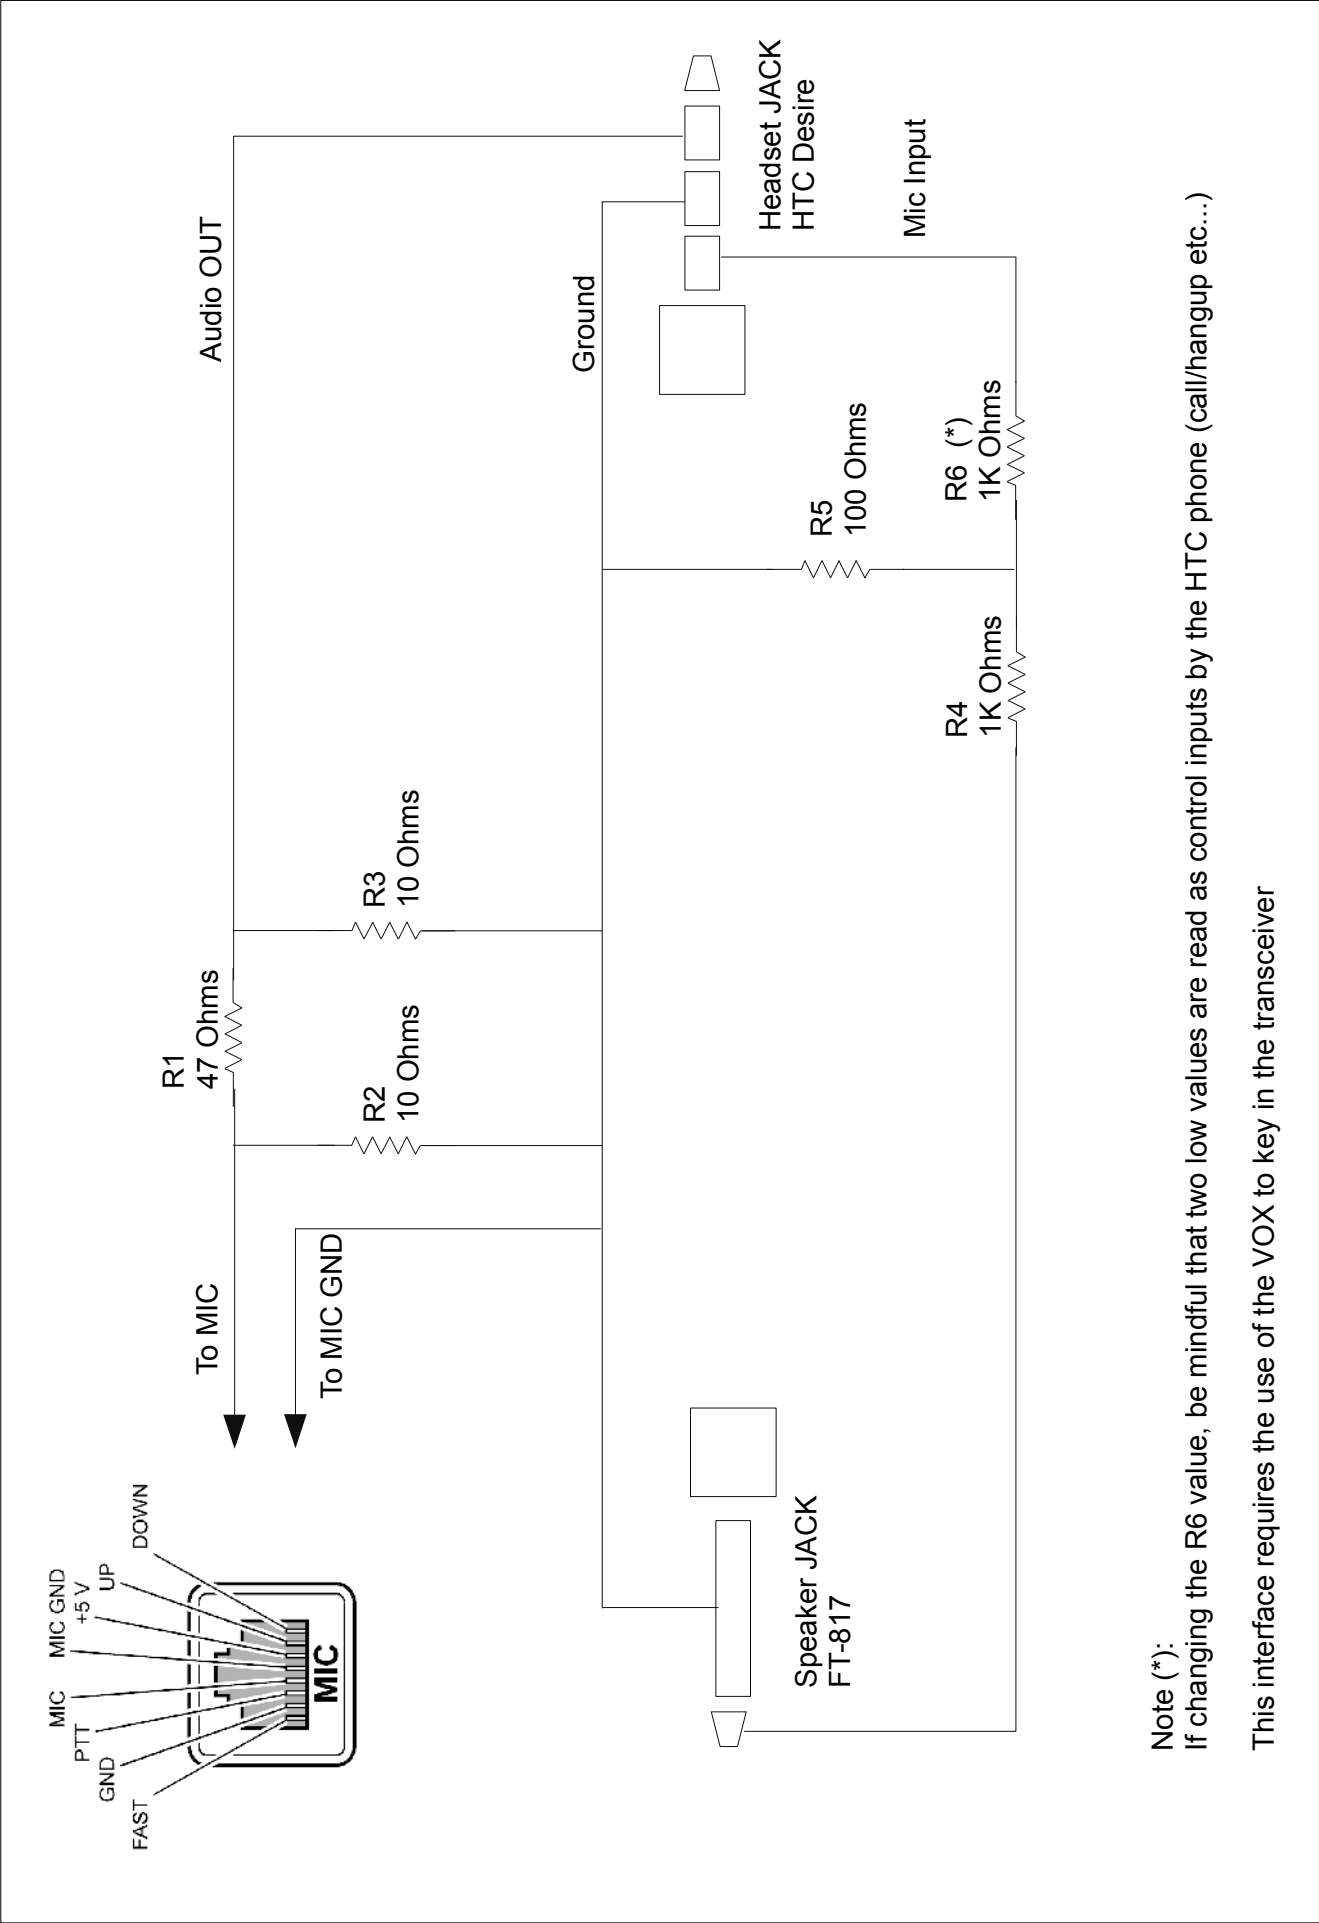 FAST
GND
PTT
MIC
MIC GND
+5 V
UP
DOWN
MIC
To MIC
To MIC GND
R1
47 Ohms
R2
10 Ohms
R3
10 Ohms
Audio OUT
Ground
Headset JACK
HTC Desire
Mic Input
R5
100 Ohms
R6 (*)
1K Ohms
R4
1K Ohms
Speaker JACK
FT-817
Note (*):
If changing the R6 value, be mindful that two low values are read as control inputs by the HTC phone (call/hangup etc...)
This interface requires the use of the VOX to key in the transceiver